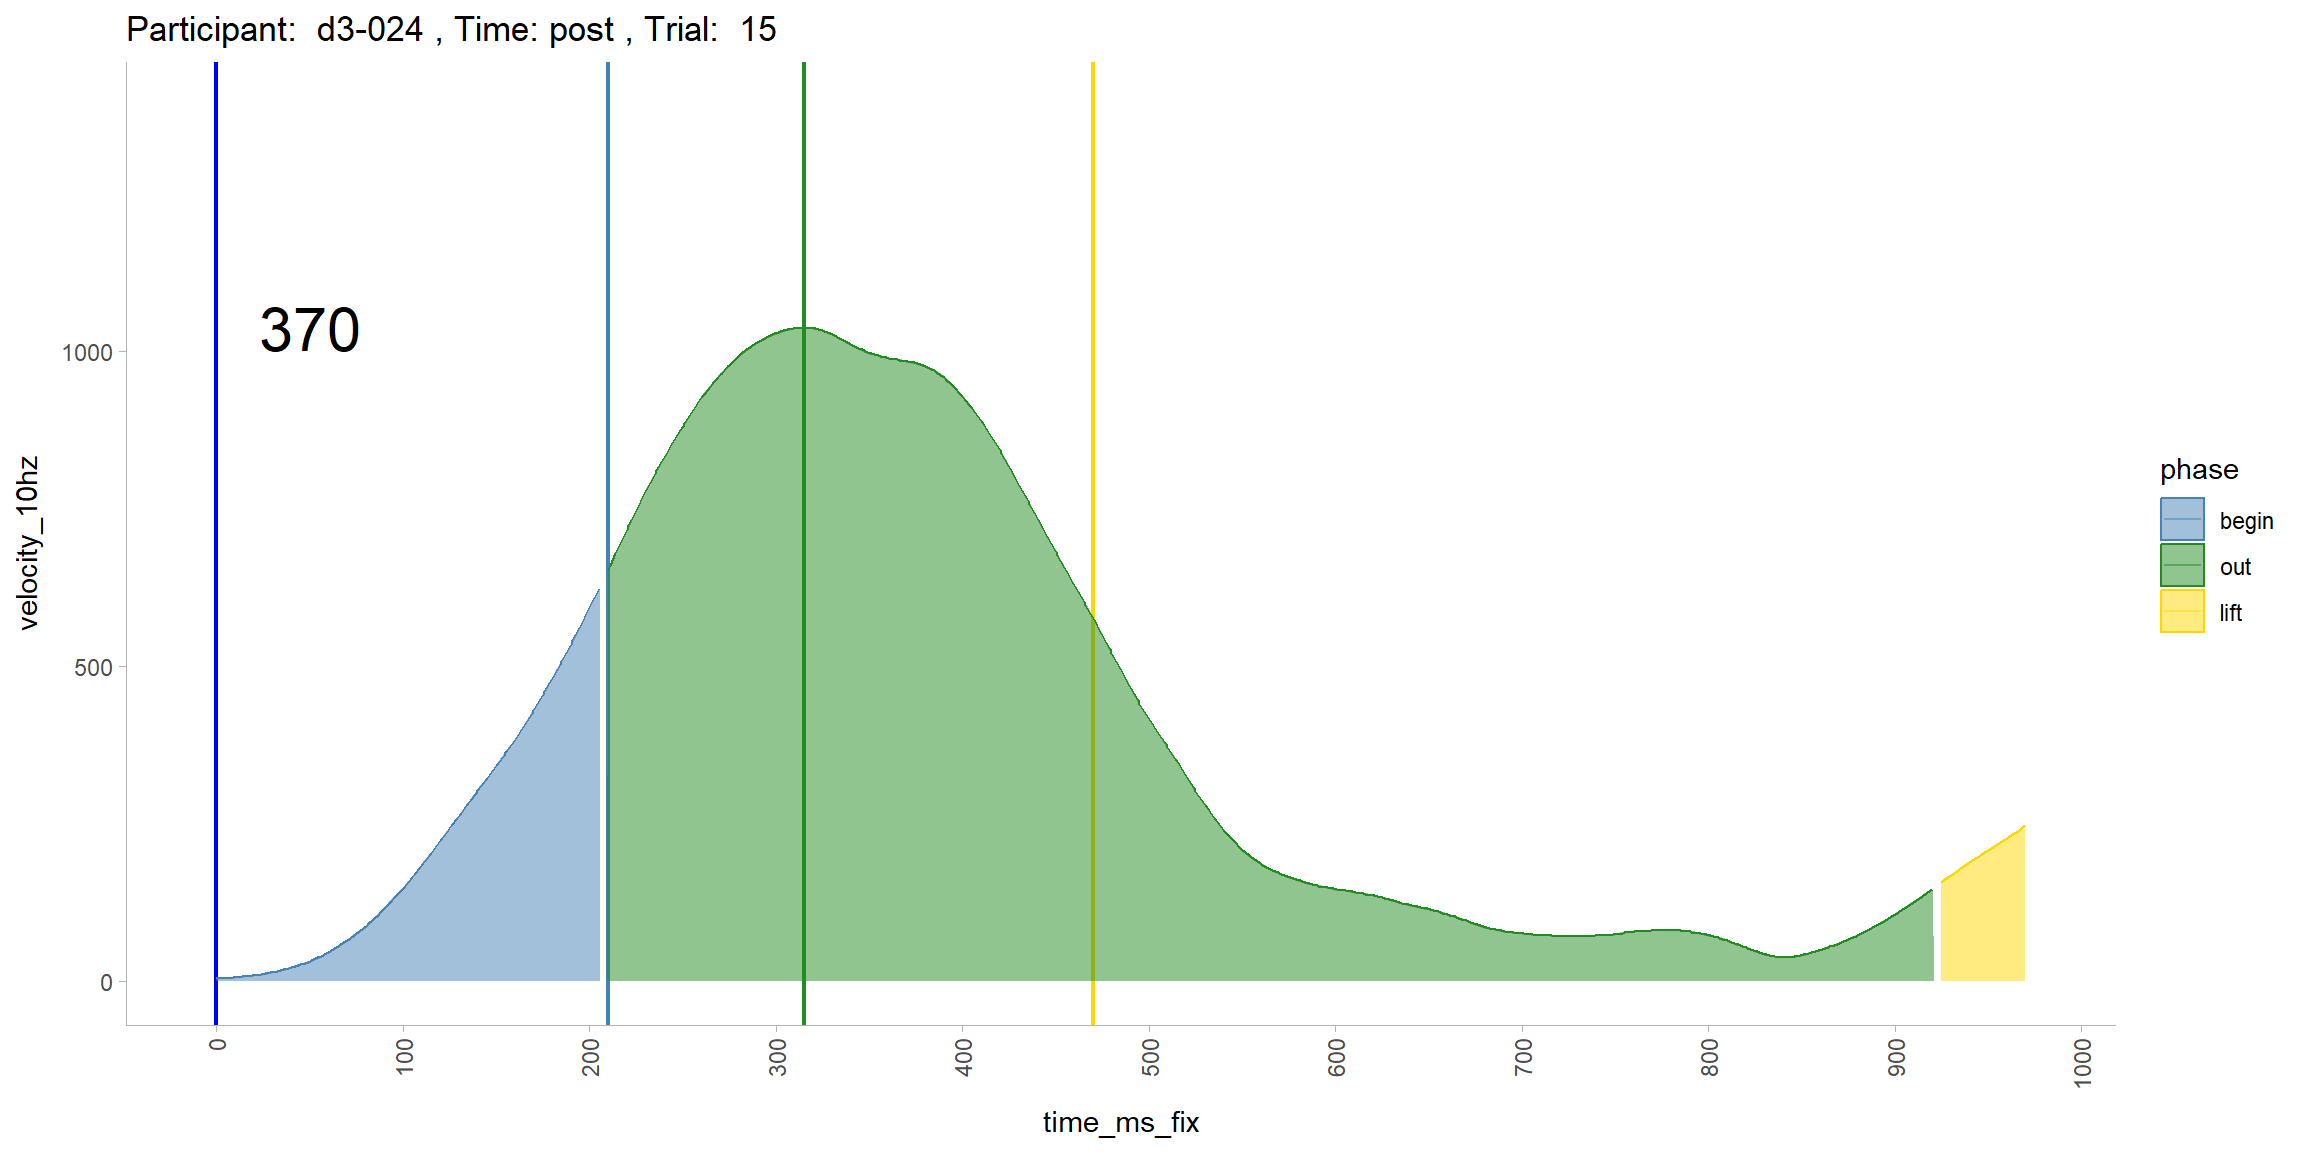 Participant:  d3-024 , Time: post , Trial:  15
370
1000
500
0
velocity_10hz
0
100
200
300
400
500
600
700
800
900
1000
time_ms_fix
phase
begin
out
lift